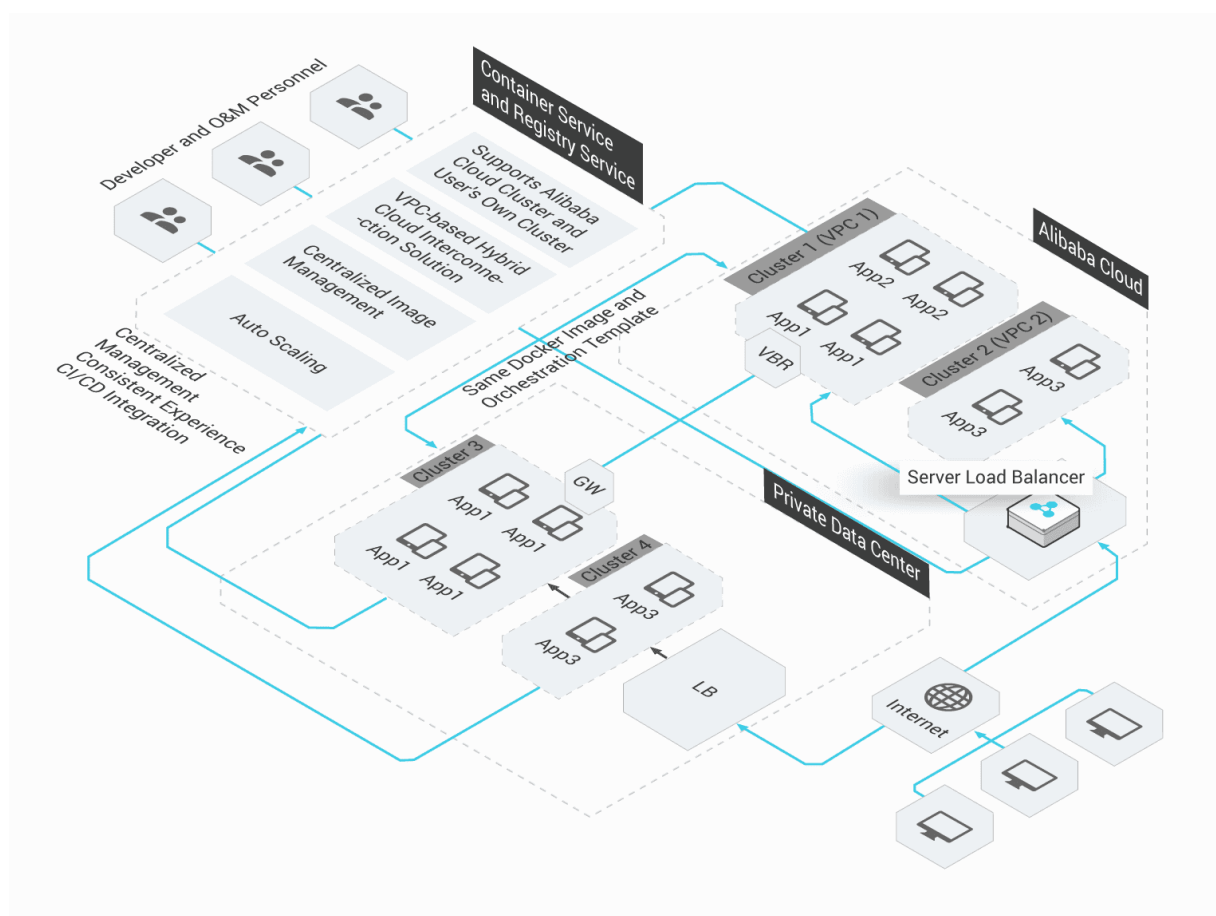 Developer and O&M Personnel
Container Service
and Registry Service
Supports Alibaba
Cloud Cluster and
User's Own Cluster
VPC-based Hybrid
Cloud Interconne-
-ction Solution
Centralized Image
Management
Auto Scaling
Centralized
Management
Consistent Experience
CI/CD Integration
Same Docker Image and
Orchestration Template
Alibaba Cloud
Cluster 1 (VPC 1)
App2
App2
App1
App1
VBR
Cluster 2 (VPC 2)
App3
App3
Server Load Balancer
Private Data Center
Cluster 3
GW
App1
App1
App1
App1
Cluster 4
App3
App3
LB
Internet